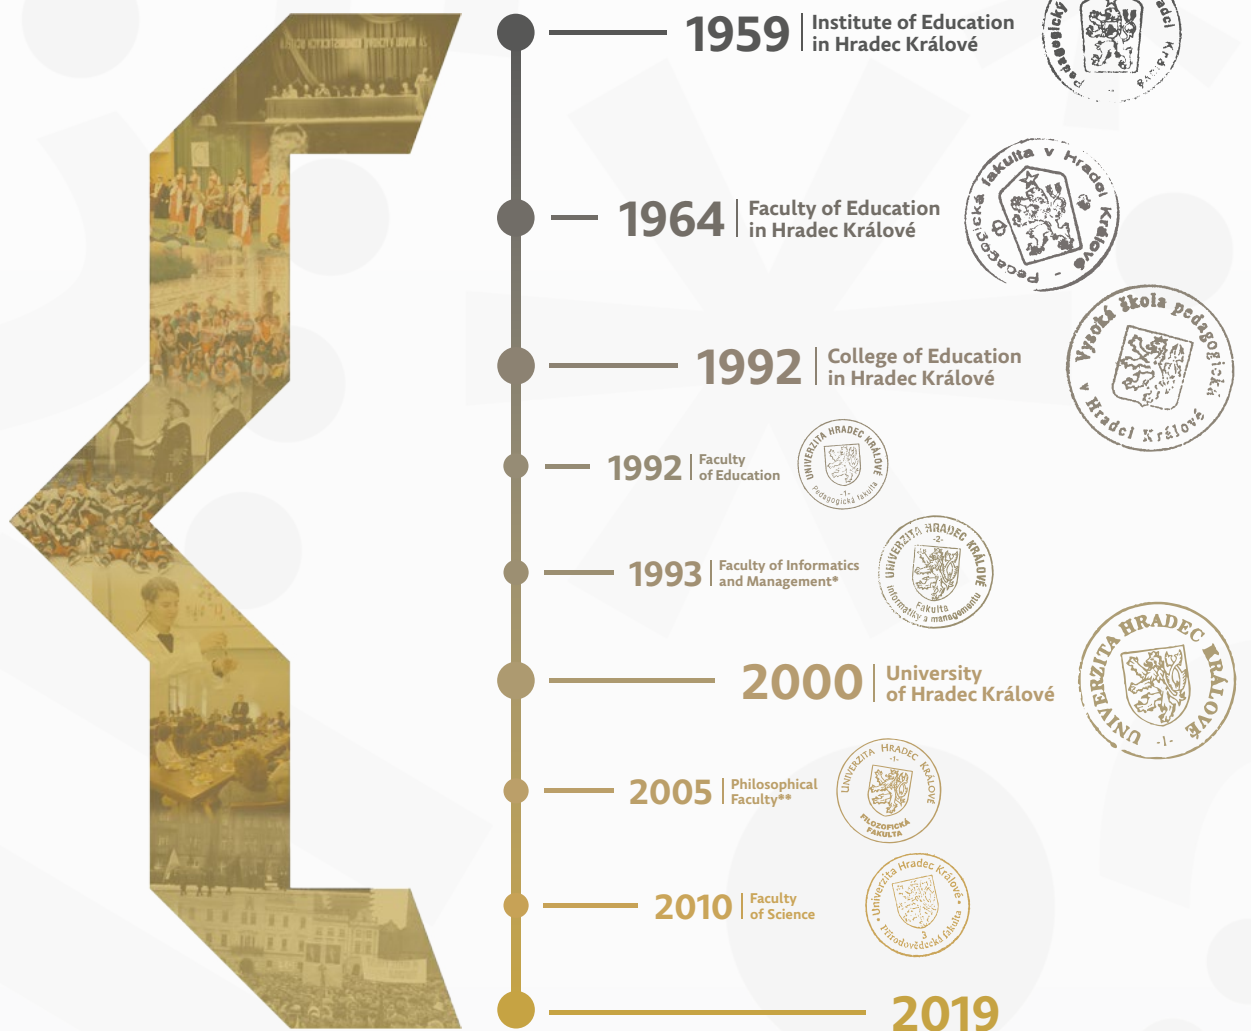 1959
Institute of Education
in Hradec Králové
1964
Faculty of Education
in Hradec Králové
Pedagogická fakulta v Hradci Králové -
1992
College of Education
in Hradec Králové
Vysoká škola pedagogická
v Hradci Králové
1992
Faculty
of Education
UNIVERZITA HRADEC KRÁLOVÉ
-1-
Pedagogická fakulta
1993
Faculty of Informatics
and Management*
UNIVERZITA HRADEC KRÁLOVÉ
-2-
Fakulta
informatiky a managementu
2000
University
of Hradec Králové
UNIVERZITA HRADEC KRÁLOVÉ
-1-
2005
Philosophical
Faculty**
UNIVERZITA HRADEC KRÁLOVÉ
-1-
FILOZOFICKÁ
FAKULTA
2010
Faculty
of Science
• Univerzita Hradec Králové •
3
Přírodovědecká fakulta
2019